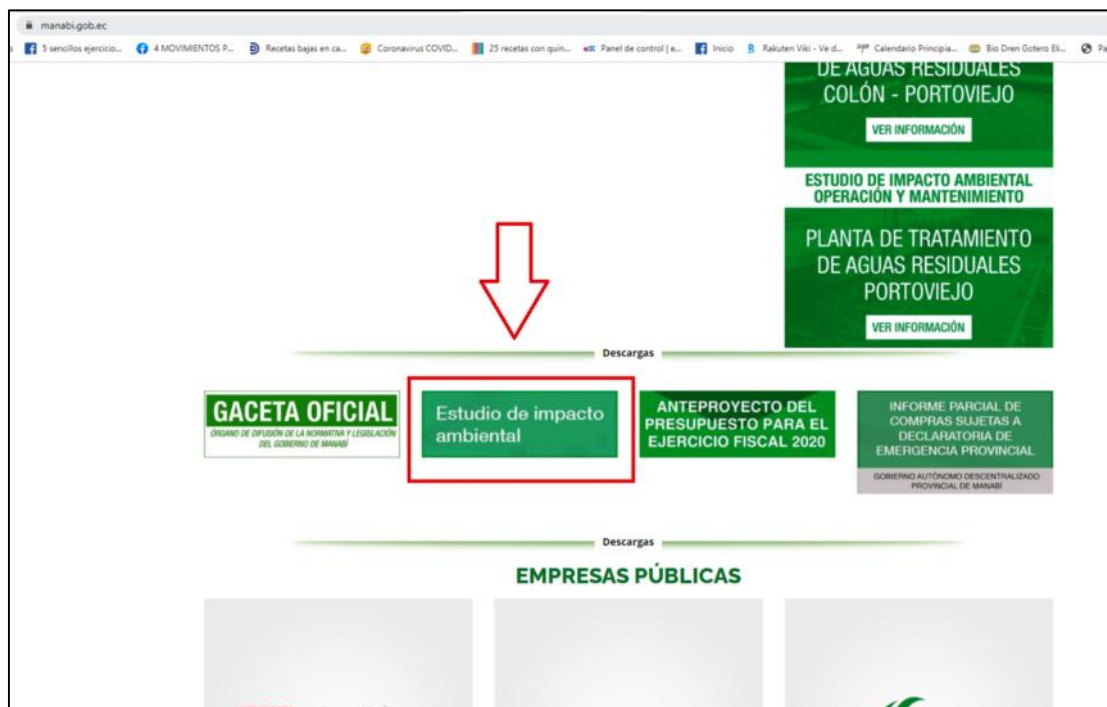 manabi.gob.ec
5 sencillos ejercicio...
4 MOVIMIENTOS P...
Recetas bajas en ca...
Coronavirus COVID...
25 recetas con quin...
Panel de control | e...
Inicio
Rakuten Viki - Ve d...
Calendario Principia...
Bio Dren Gotero Eli...
DE AGUAS RESIDUALES
COLÓN - PORTOVIEJO
VER INFORMACIÓN
ESTUDIO DE IMPACTO AMBIENTAL
OPERACIÓN Y MANTENIMIENTO
PLANTA DE TRATAMIENTO
DE AGUAS RESIDUALES
PORTOVIEJO
VER INFORMACIÓN
Descargas
GACETA OFICIAL
ÓRGANO DE DIFUSIÓN DE LA NORMATIVA Y LEGISLACIÓN
DEL GOBIERNO DE MANABÍ
Estudio de impacto
ambiental
ANTEPROYECTO DEL
PRESUPUESTO PARA EL
EJERCICIO FISCAL 2020
INFORME PARCIAL DE
COMPRAS SUJETAS A
DECLARATORIA DE
EMERGENCIA PROVINCIAL
GOBIERNO AUTÓNOMO DESCENTRALIZADO
PROVINCIAL DE MANABÍ
Descargas
EMPRESAS PÚBLICAS